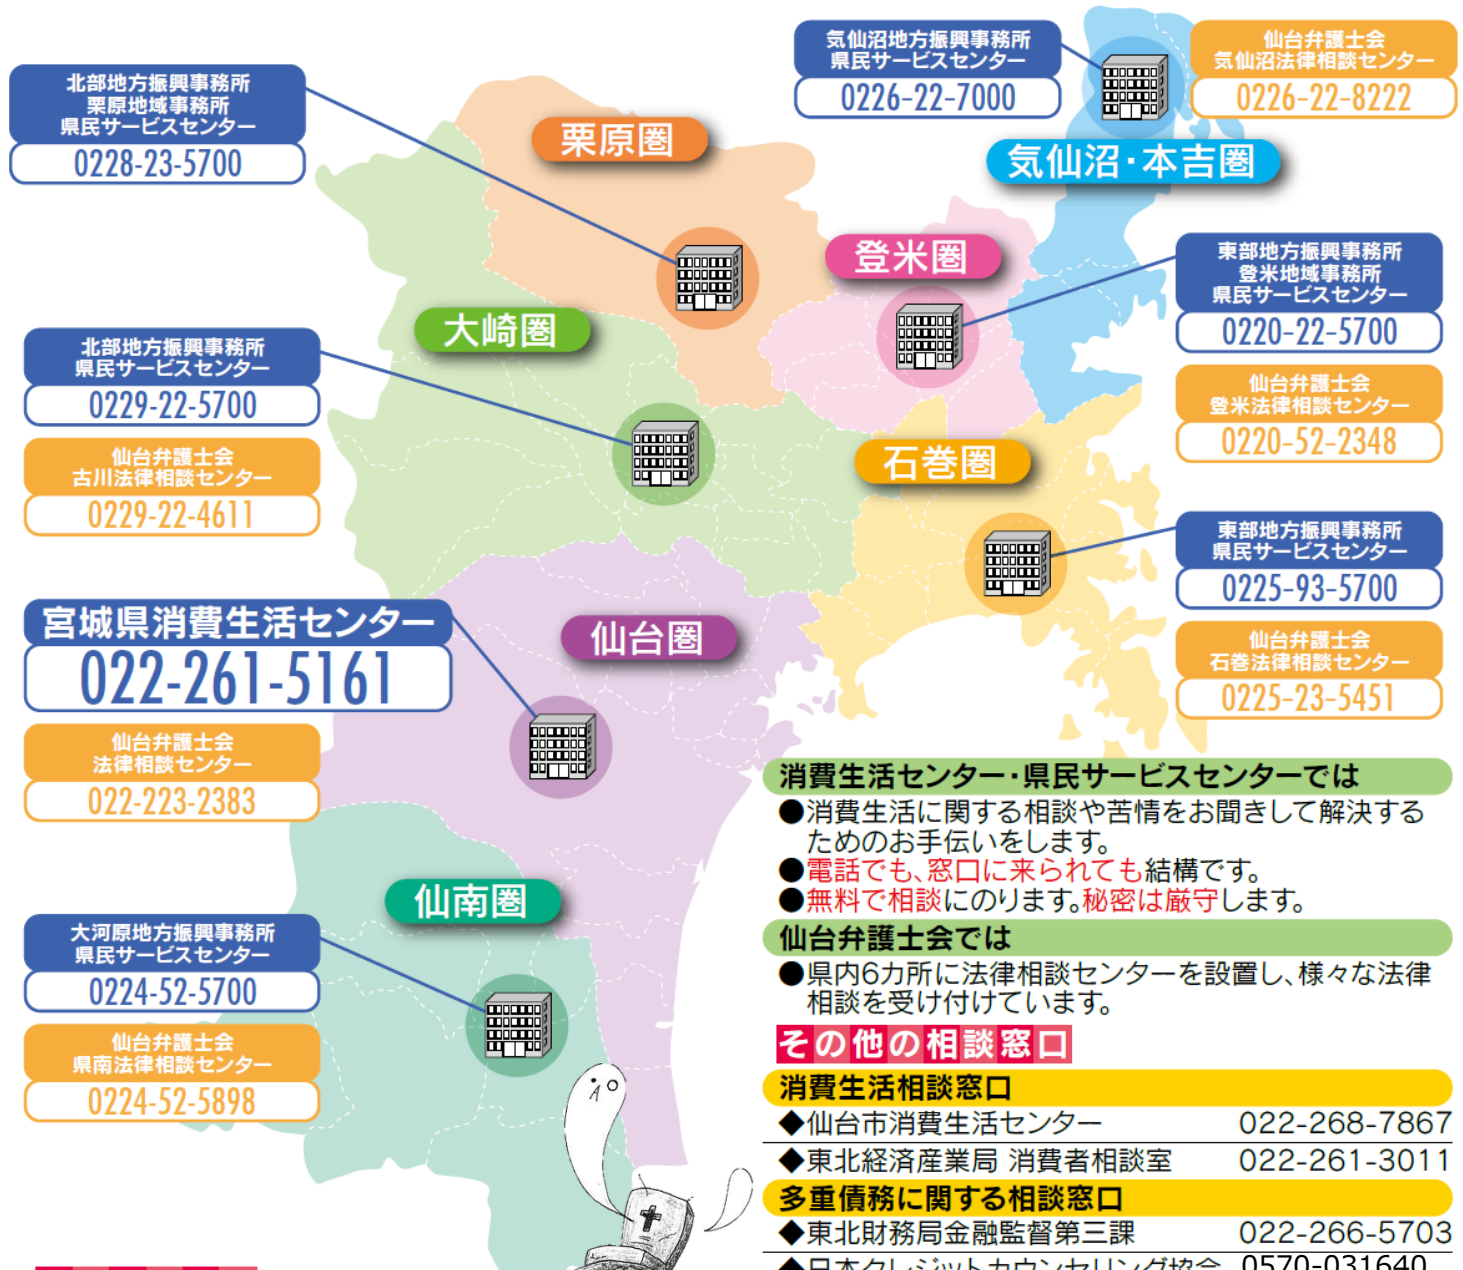 北部地方振興事務所
栗原地域事務所
県民サービスセンター
0228-23-5700
栗原圏
気仙沼地方振興事務所
県民サービスセンター
0226-22-7000
仙台弁護士会
気仙沼法律相談センター
0226-22-8222
気仙沼・本吉圏
登米圏
東部地方振興事務所
登米地域事務所
県民サービスセンター
0220-22-5700
仙台弁護士会
登米法律相談センター
0220-52-2348
大崎圏
北部地方振興事務所
県民サービスセンター
0229-22-5700
仙台弁護士会
古川法律相談センター
0229-22-4611
石巻圏
東部地方振興事務所
県民サービスセンター
0225-93-5700
仙台弁護士会
石巻法律相談センター
0225-23-5451
宮城県消費生活センター
022-261-5161
仙台弁護士会
法律相談センター
022-223-2383
仙台圏
仙南圏
大河原地方振興事務所
県民サービスセンター
0224-52-5700
仙台弁護士会
県南法律相談センター
0224-52-5898
消費生活センター・県民サービスセンターでは
●消費生活に関する相談や苦情をお聞きして解決する
ためのお手伝いをします。
●電話でも、窓口に来られても結構です。
●無料で相談にのります。秘密は厳守します。
仙台弁護士会では
●県内6カ所に法律相談センターを設置し、様々な法律
相談を受け付けています。
その他の相談窓口
消費生活相談窓口
◆仙台市消費生活センター 022-268-7867
◆東北経済産業局 消費者相談室 022-261-3011
多重債務に関する相談窓口
◆東北財務局金融監督第三課 022-266-5703
◆日本クレジットカウンセリング協会 0570-031640